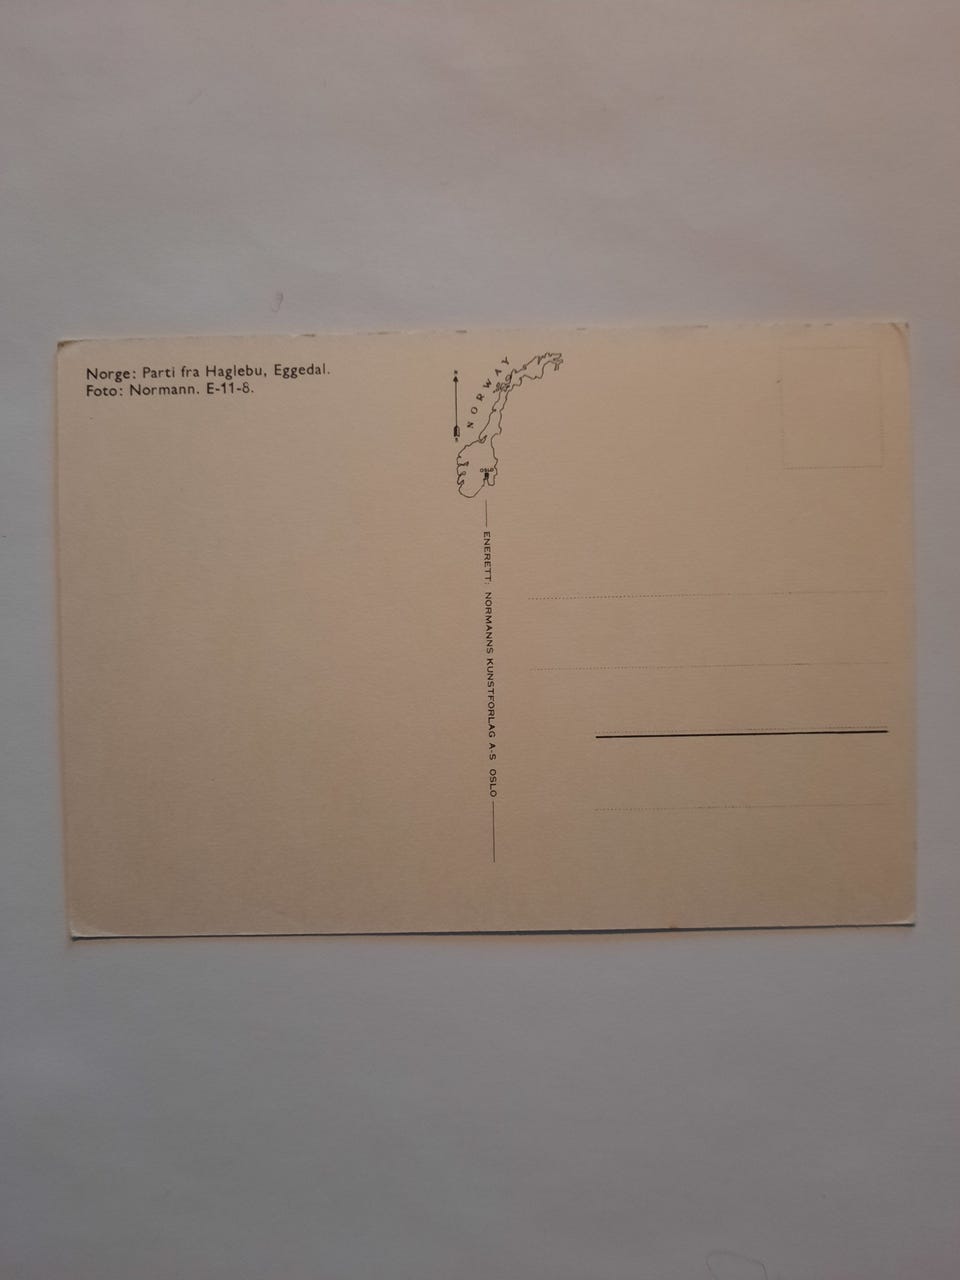 Norge: Parti fra Haglebu, Eggedal.
Foto: Normann. E-11-8.
NORWAY
OSLO
ENERETT: NORMANNS KUNSTFORLAG A-S OSLO